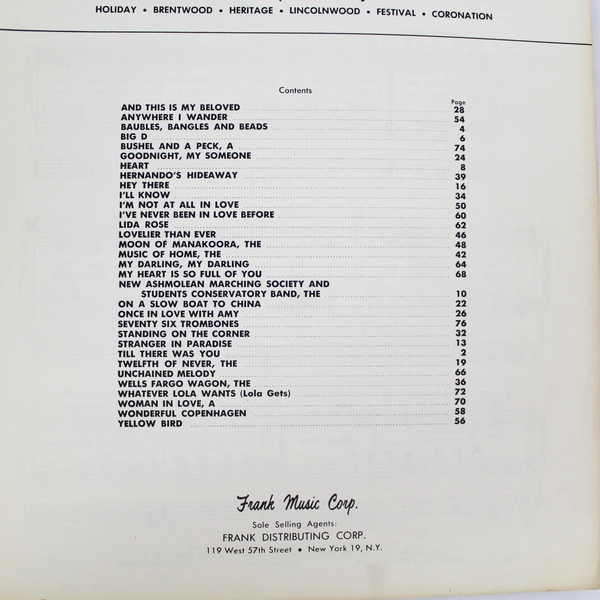 HOLIDAY • BRENTWOOD • HERITAGE • LINCOLNWOOD • FESTIVAL • CORONATION
Contents
Page
AND THIS IS MY BELOVED 28
ANYWHERE I WANDER 54
BAUBLES, BANGLES AND BEADS 4
BIG D 6
BUSHEL AND A PECK, A 74
GOODNIGHT, MY SOMEONE 24
HEART 8
HERNANDO'S HIDEAWAY 39
HEY THERE 16
I'LL KNOW 34
I'M NOT AT ALL IN LOVE 50
I'VE NEVER BEEN IN LOVE BEFORE 60
LIDA ROSE 62
LOVELIER THAN EVER 46
MOON OF MANAKOORA, THE 48
MUSIC OF HOME, THE 42
MY DARLING, MY DARLING 64
MY HEART IS SO FULL OF YOU 68
NEW ASHMOLEAN MARCHING SOCIETY AND
STUDENTS CONSERVATORY BAND, THE 10
ON A SLOW BOAT TO CHINA 22
ONCE IN LOVE WITH AMY 26
SEVENTY SIX TROMBONES 76
STANDING ON THE CORNER 32
STRANGER IN PARADISE 13
TILL THERE WAS YOU 2
TWELFTH OF NEVER, THE 19
UNCHAINED MELODY 66
WELLS FARGO WAGON, THE 36
WHATEVER LOLA WANTS (Lola Gets) 72
WOMAN IN LOVE, A 70
WONDERFUL COPENHAGEN 58
YELLOW BIRD 56
Frank Music Corp.
Sole Selling Agents:
FRANK DISTRIBUTING CORP.
119 West 57th Street • New York 19, N.Y.